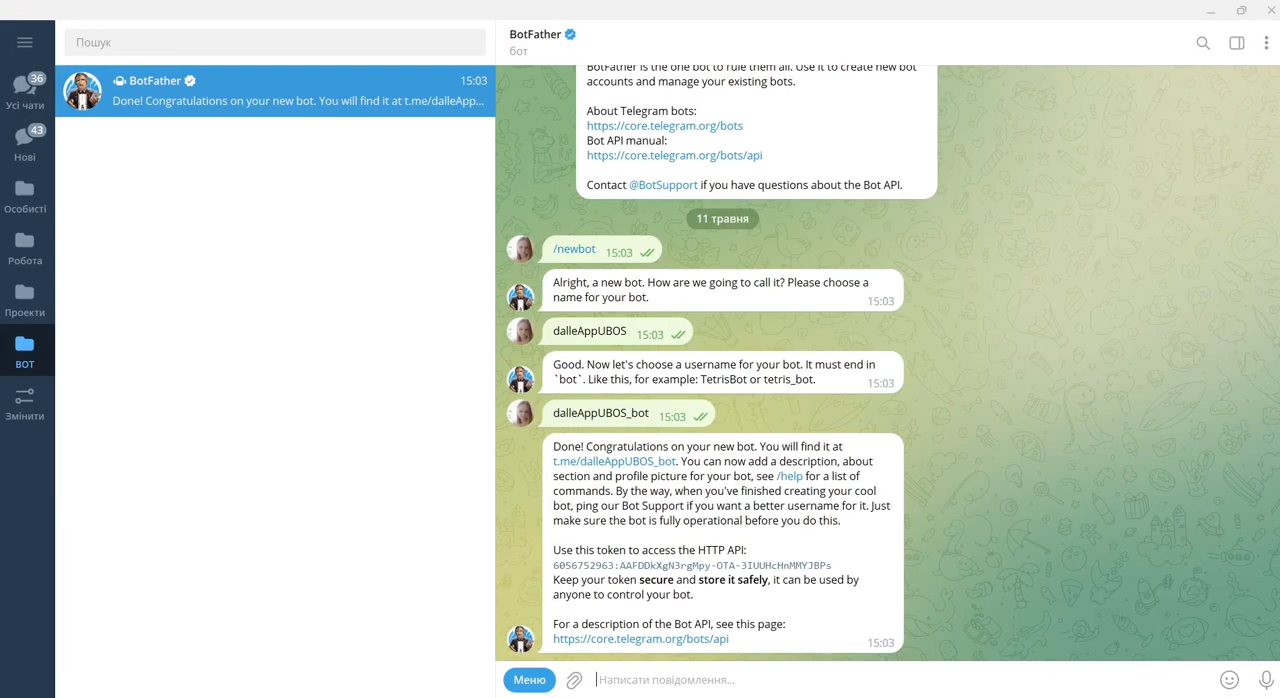 Пошук
36
Усі чати
43
Нові
Особисті
Робота
Проекти
BOT
Змінити
BotFather
15:03
Done! Congratulations on your new bot. You will find it at t.me/dalleApp...
BotFather
бот
BotFather is the one bot to rule them all. Use it to create new bot
accounts and manage your existing bots.
About Telegram bots:
https://core.telegram.org/bots
Bot API manual:
https://core.telegram.org/bots/api
Contact @BotSupport if you have questions about the Bot API.
11 травня
/newbot 15:03
Alright, a new bot. How are we going to call it? Please choose a
name for your bot.
15:03
dalleAppUBOS 15:03
Good. Now let's choose a username for your bot. It must end in
`bot`. Like this, for example: TetrisBot or tetris_bot.
15:03
dalleAppUBOS_bot 15:03
Done! Congratulations on your new bot. You will find it at
t.me/dalleAppUBOS_bot. You can now add a description, about
section and profile picture for your bot, see /help for a list of
commands. By the way, when you've finished creating your cool
bot, ping our Bot Support if you want a better username for it. Just
make sure the bot is fully operational before you do this.
Use this token to access the HTTP API:
6056752963:AAFDDkXgN3rgMpy-OTA-3IUUHcHnMMYJBPs
Keep your token secure and store it safely, it can be used by
anyone to control your bot.
For a description of the Bot API, see this page:
https://core.telegram.org/bots/api
15:03
Меню
Написати повідомлення...